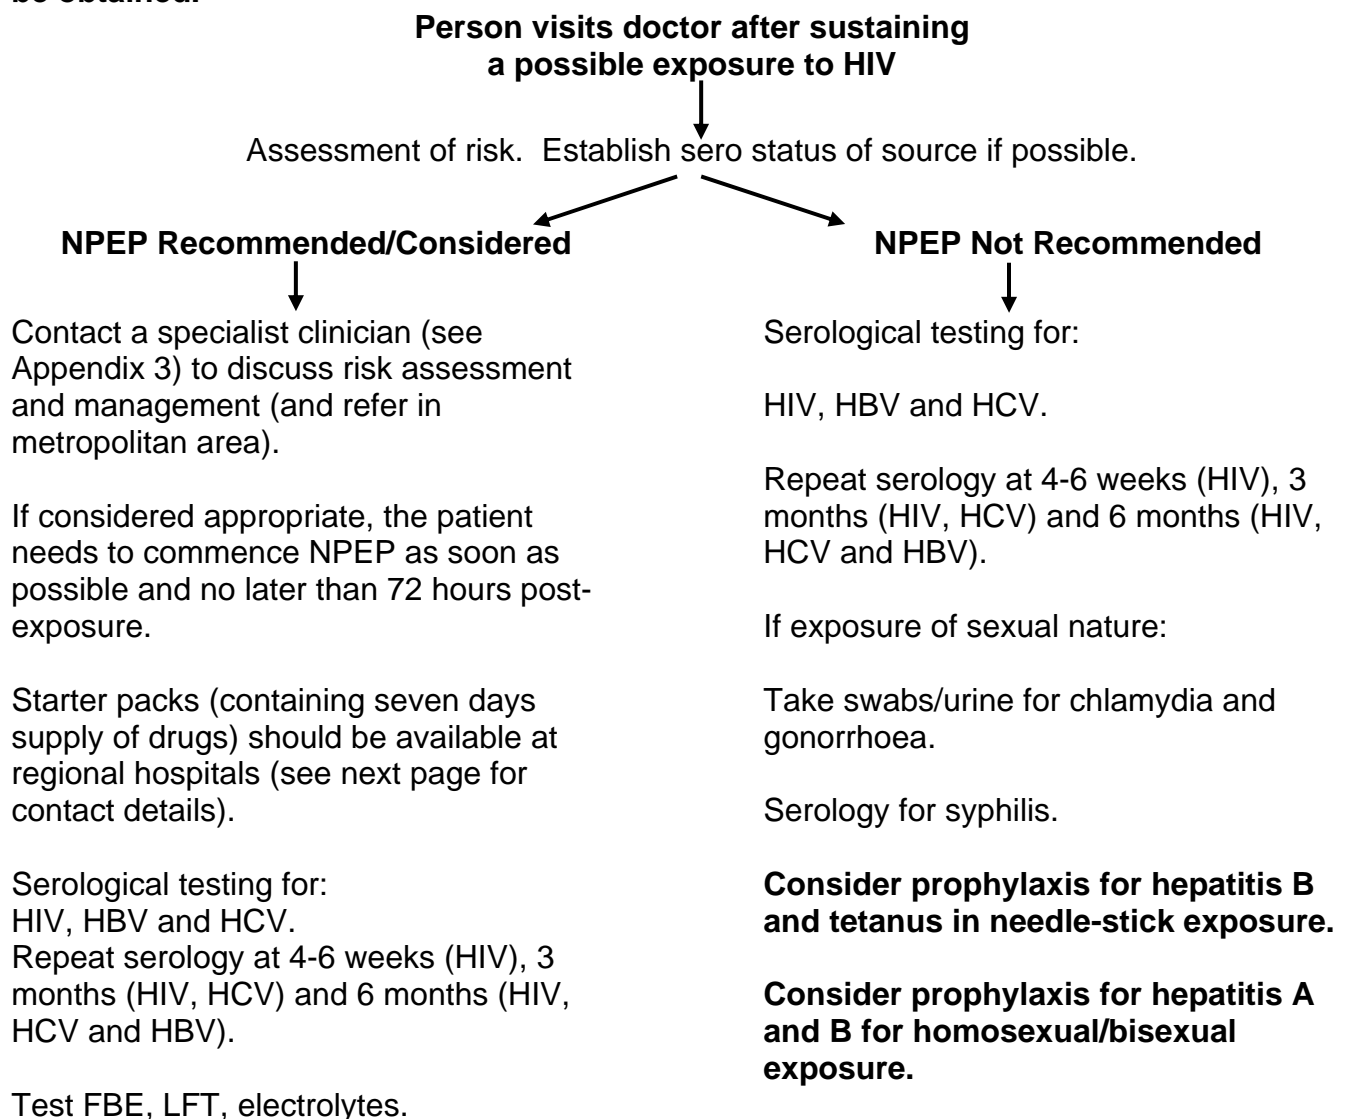 be obtained.
Person visits doctor after sustaining
a possible exposure to HIV
Assessment of risk.  Establish sero status of source if possible.
NPEP Recommended/Considered
Contact a specialist clinician (see
Appendix 3) to discuss risk assessment
and management (and refer in
metropolitan area).
If considered appropriate, the patient
needs to commence NPEP as soon as
possible and no later than 72 hours post-
exposure.
Starter packs (containing seven days
supply of drugs) should be available at
regional hospitals (see next page for
contact details).
Serological testing for:
HIV, HBV and HCV.
Repeat serology at 4-6 weeks (HIV), 3
months (HIV, HCV) and 6 months (HIV,
HCV and HBV).
Test FBE, LFT, electrolytes.
NPEP Not Recommended
Serological testing for:
HIV, HBV and HCV.
Repeat serology at 4-6 weeks (HIV), 3
months (HIV, HCV) and 6 months (HIV,
HCV and HBV).
If exposure of sexual nature:
Take swabs/urine for chlamydia and
gonorrhoea.
Serology for syphilis.
Consider prophylaxis for hepatitis B
and tetanus in needle-stick exposure.
Consider prophylaxis for hepatitis A
and B for homosexual/bisexual
exposure.